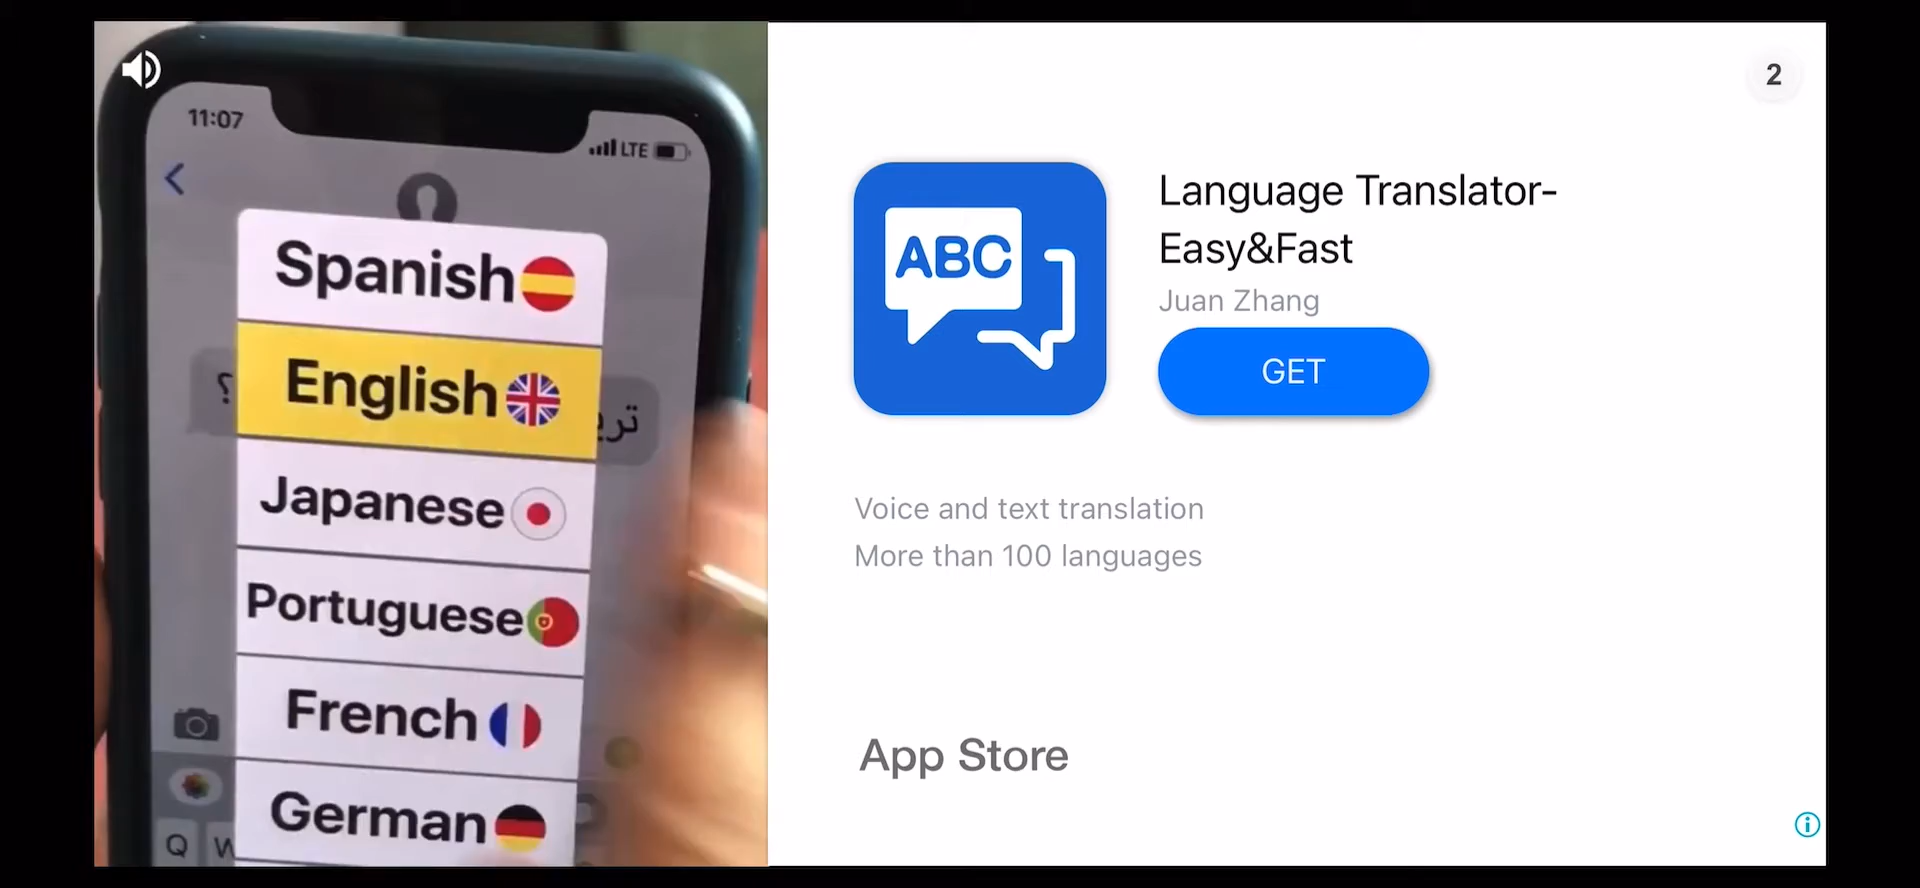 11:07
LTE
Spanish
English
؟
تري
Japanese
Portuguese
French
German
Q W
2
ABC
Language Translator-
Easy&Fast
Juan Zhang
GET
Voice and text translation
More than 100 languages
App Store